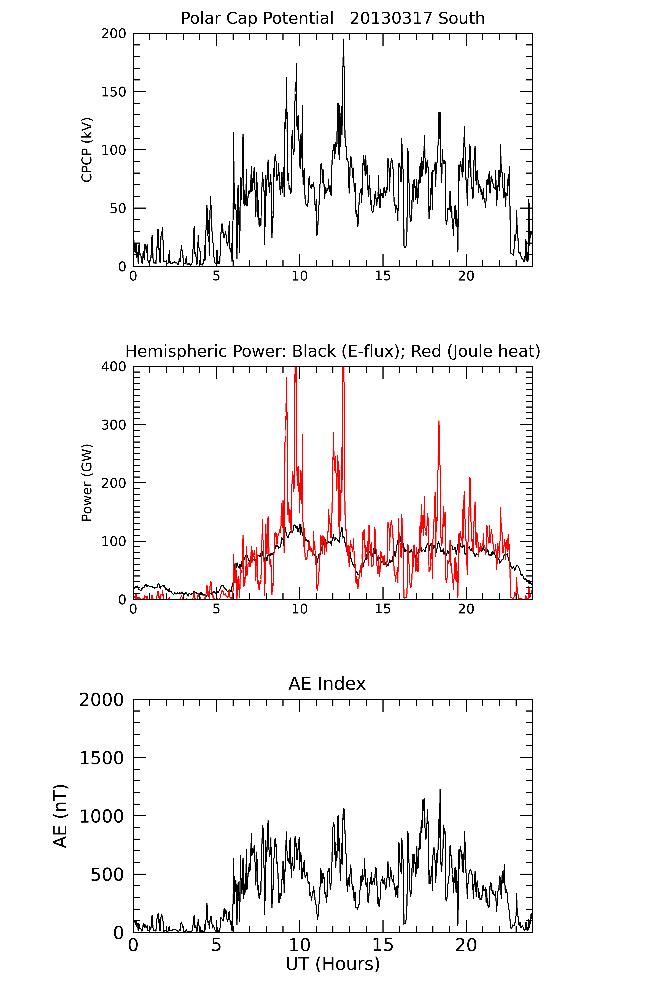 Polar Cap Potential   20130317 South
200
150
100
50
0
CPCP (kV)
0 5 10 15 20
Hemispheric Power: Black (E-flux); Red (Joule heat)
400
300
200
100
0
Power (GW)
0 5 10 15 20
AE Index
2000
1500
1000
500
0
AE (nT)
0 5 10 15 20
UT (Hours)